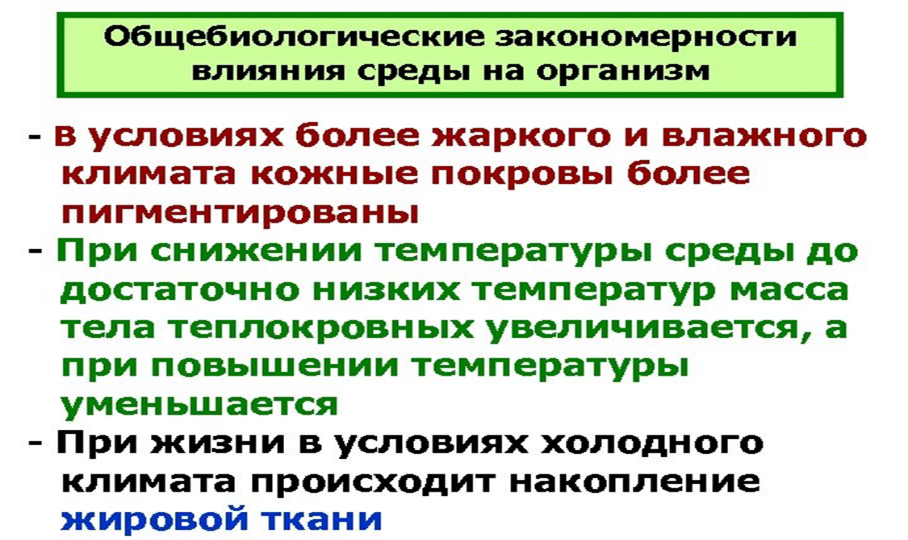 Общебиологические закономерности
влияния среды на организм
- В условиях более жаркого и влажного
климата кожные покровы более
пигментированы
- При снижении температуры среды до
достаточно низких температур масса
тела теплокровных увеличивается, а
при повышении температуры
уменьшается
- При жизни в условиях холодного
климата происходит накопление
жировой ткани